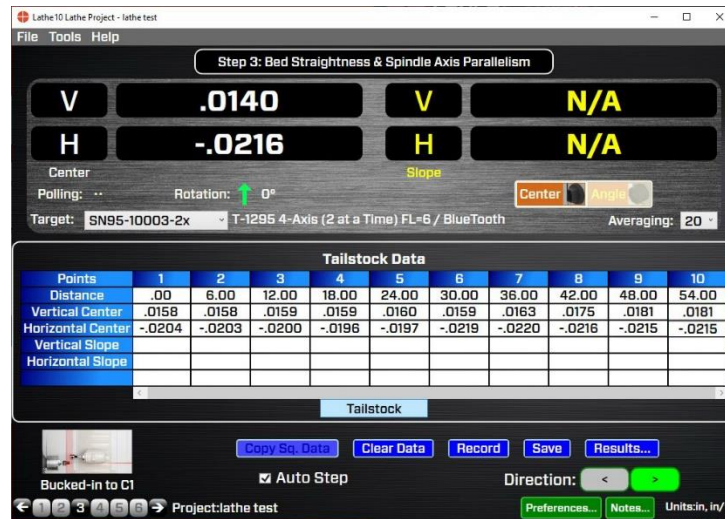 Lathe10 Lathe Project - lathe test
File Tools Help
Step 3: Bed Straightness & Spindle Axis Parallelism
V .0140 V N/A
H -.0216 H N/A
Center Slope
Polling: -- Rotation: 0°
Center Angle
Target: SN95-10003-2x T-1295 4-Axis (2 at a Time) FL=6 / BlueTooth Averaging: 20
Tailstock Data
Points 1 2 3 4 5 6 7 8 9 10
Distance .00 6.00 12.00 18.00 24.00 30.00 36.00 42.00 48.00 54.00
Vertical Center .0158 .0158 .0159 .0159 .0160 .0159 .0163 .0175 .0181 .0181
Horizontal Center -.0204 -.0203 -.0200 -.0196 -.0197 -.0219 -.0220 -.0216 -.0215 -.0215
Vertical Slope
Horizontal Slope
Tailstock
Copy Sq. Data Clear Data Record Save Results...
Auto Step Direction: < >
Bucked-in to C1
1 2 3 4 5 6 Project:lathe test Preferences... Notes... Units:in, in/